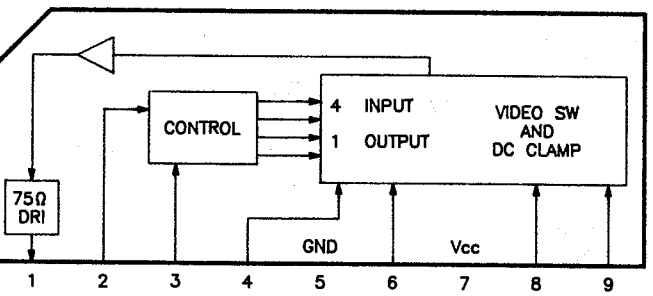 4 INPUT
VIDEO SW
CONTROL
AND
1 OUTPUT
DC CLAMP
75Ω
DRI
GND
Vcc
1 2 3 4 5 6 7 8 9